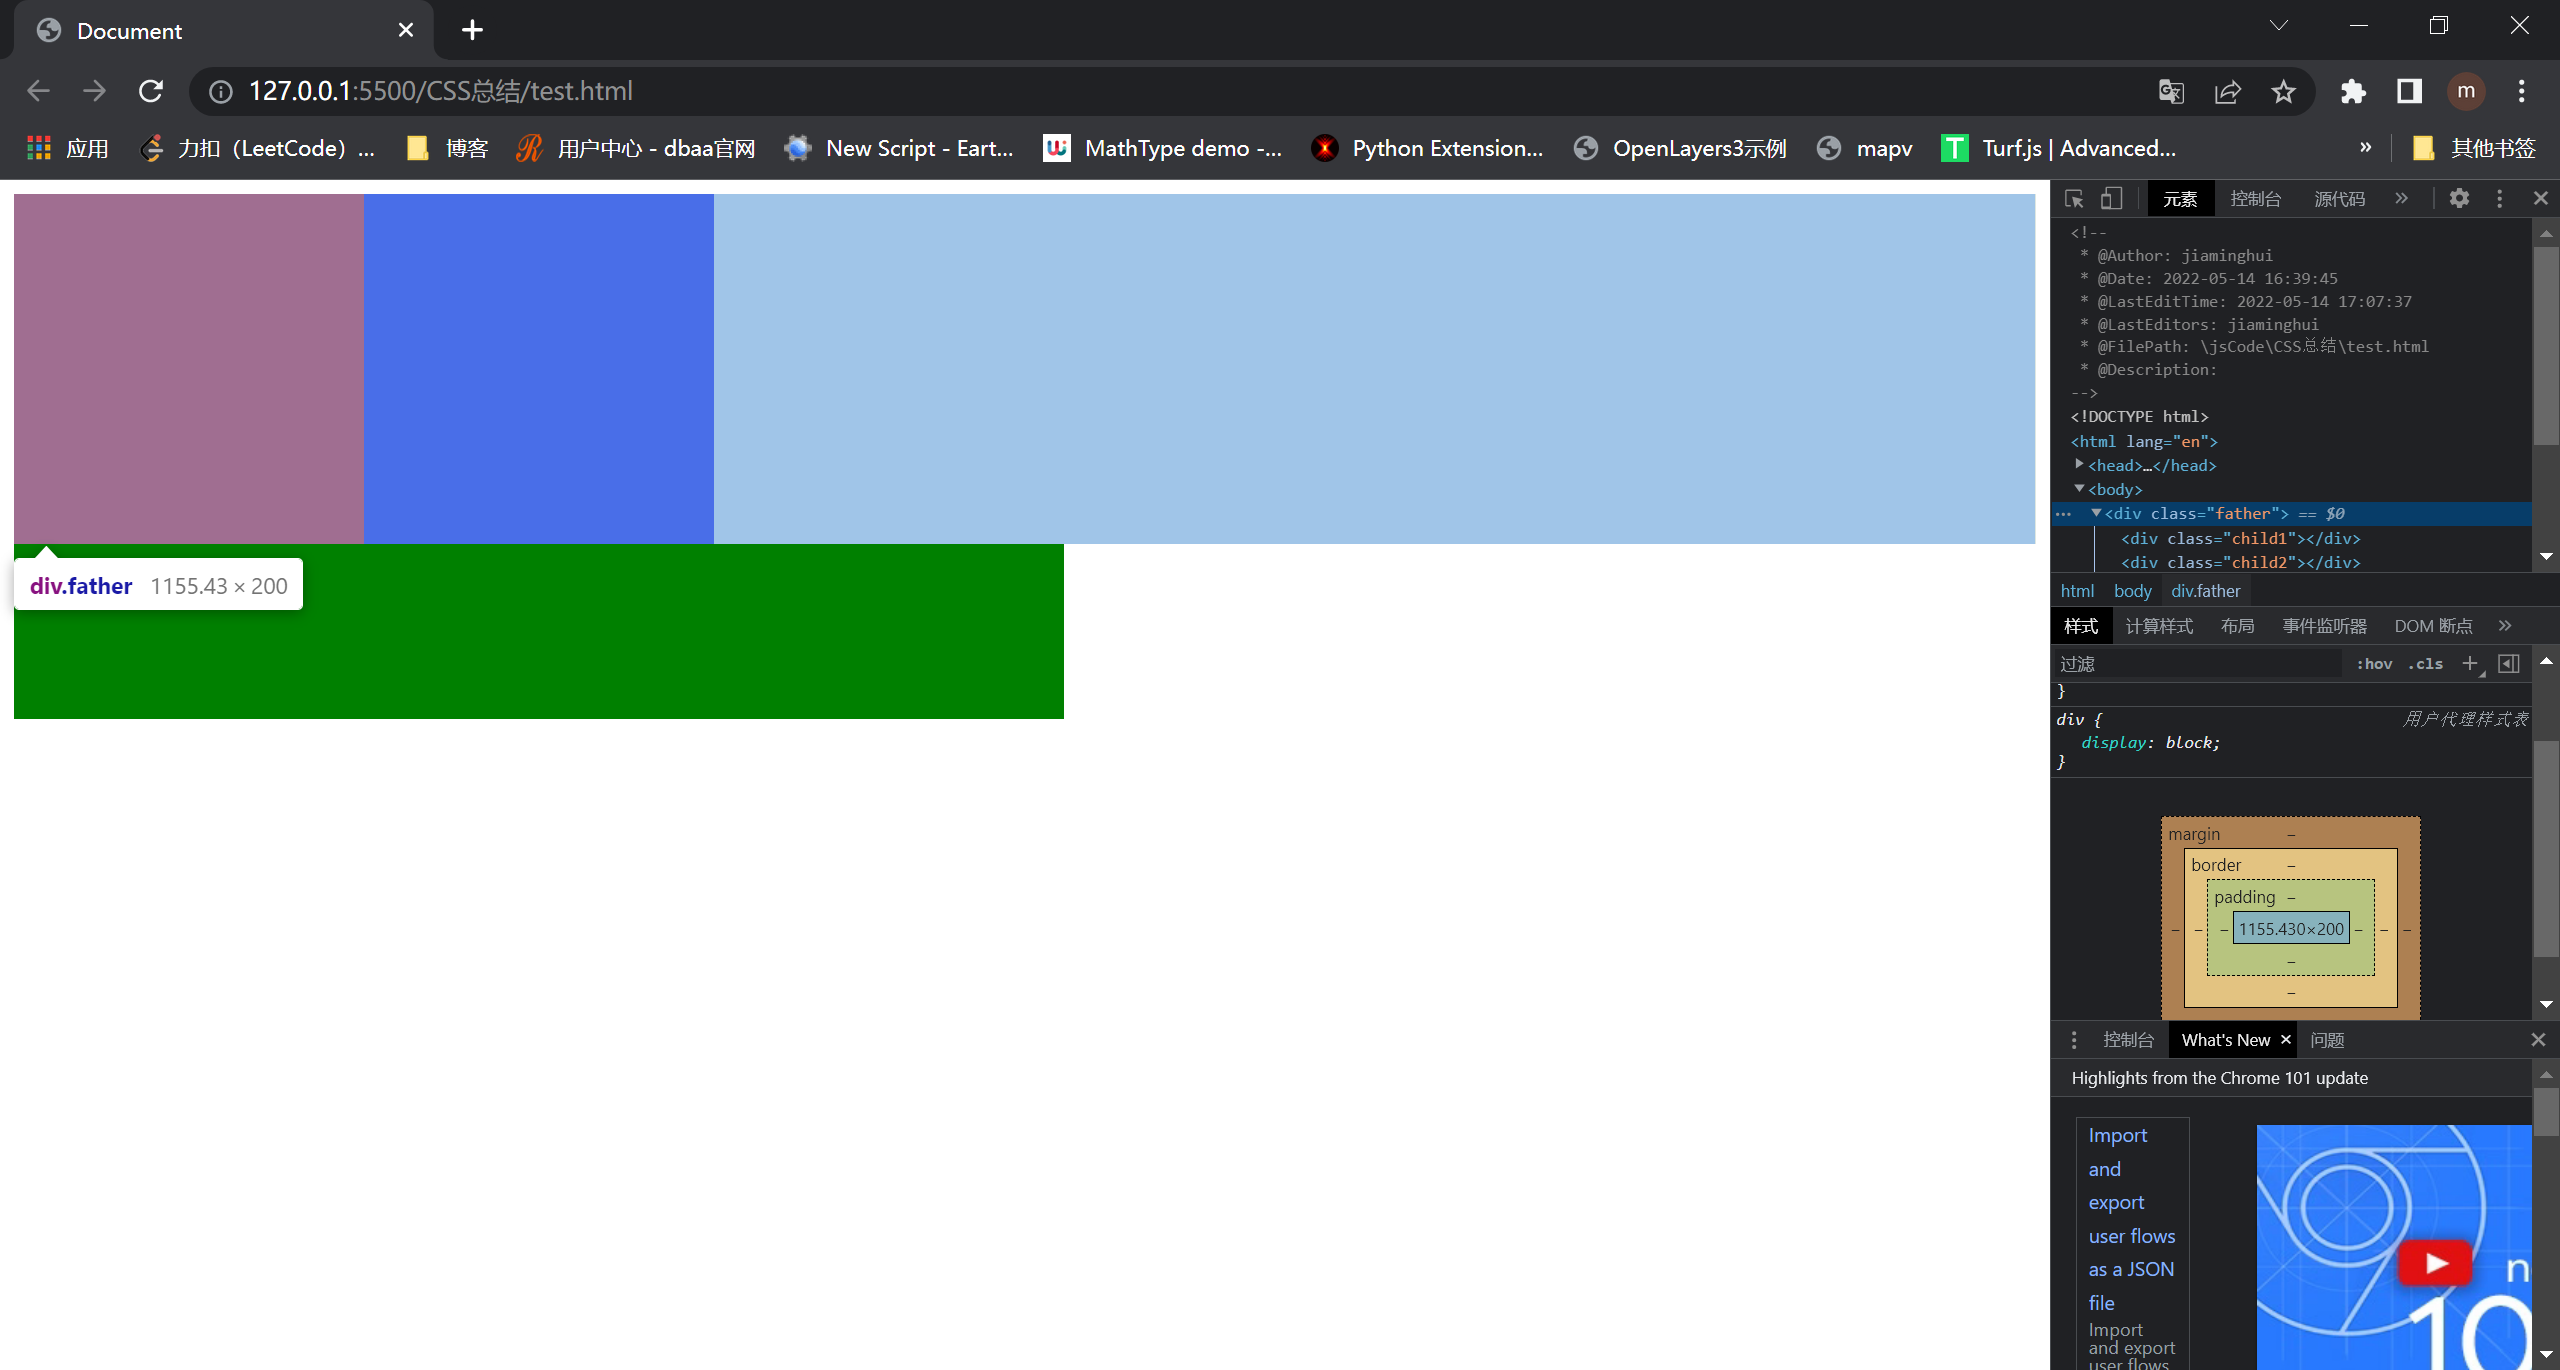 Document
127.0.0.1:5500/CSS总结/test.html
m
应用
力扣（LeetCode）...
博客
用户中心 - dbaa官网
New Script - Eart...
MathType demo -...
Python Extension...
OpenLayers3示例
mapv
Turf.js | Advanced...
»
其他书签
div.father 1155.43 × 200
元素 控制台 源代码 »
<!--
* @Author: jiaminghui
* @Date: 2022-05-14 16:39:45
* @LastEditTime: 2022-05-14 17:07:37
* @LastEditors: jiaminghui
* @FilePath: \jsCode\CSS总结\test.html
* @Description:
-->
<!DOCTYPE html>
<html lang="en">
<head>…</head>
<body>
<div class="father"> == $0
<div class="child1"></div>
<div class="child2"></div>
html body div.father
样式 计算样式 布局 事件监听器 DOM 断点 »
过滤 :hov .cls
}
div { 用户代理样式表
display: block;
}
margin –
border –
padding –
– – – 1155.430×200 – – –
–
–
控制台 What's New × 问题
Highlights from the Chrome 101 update
Import
and
export
user flows
as a JSON
file
Import
and export
user flows
n
10